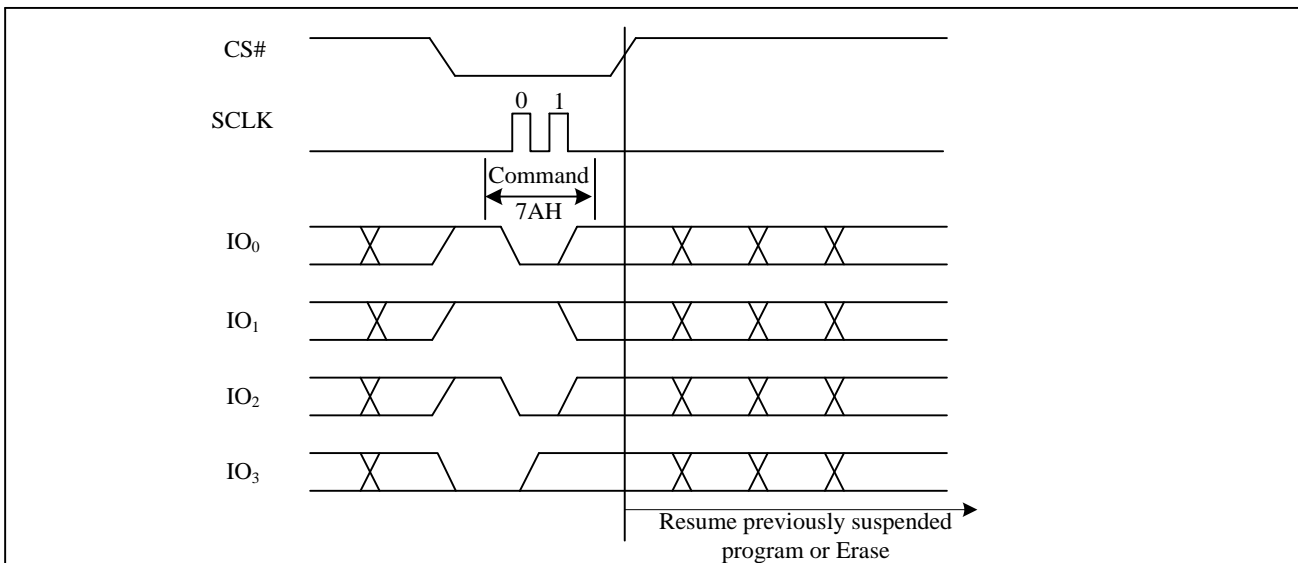 CS#
0 1
SCLK
Command
7AH
IO₀
IO₁
IO₂
IO₃
Resume previously suspended
program or Erase